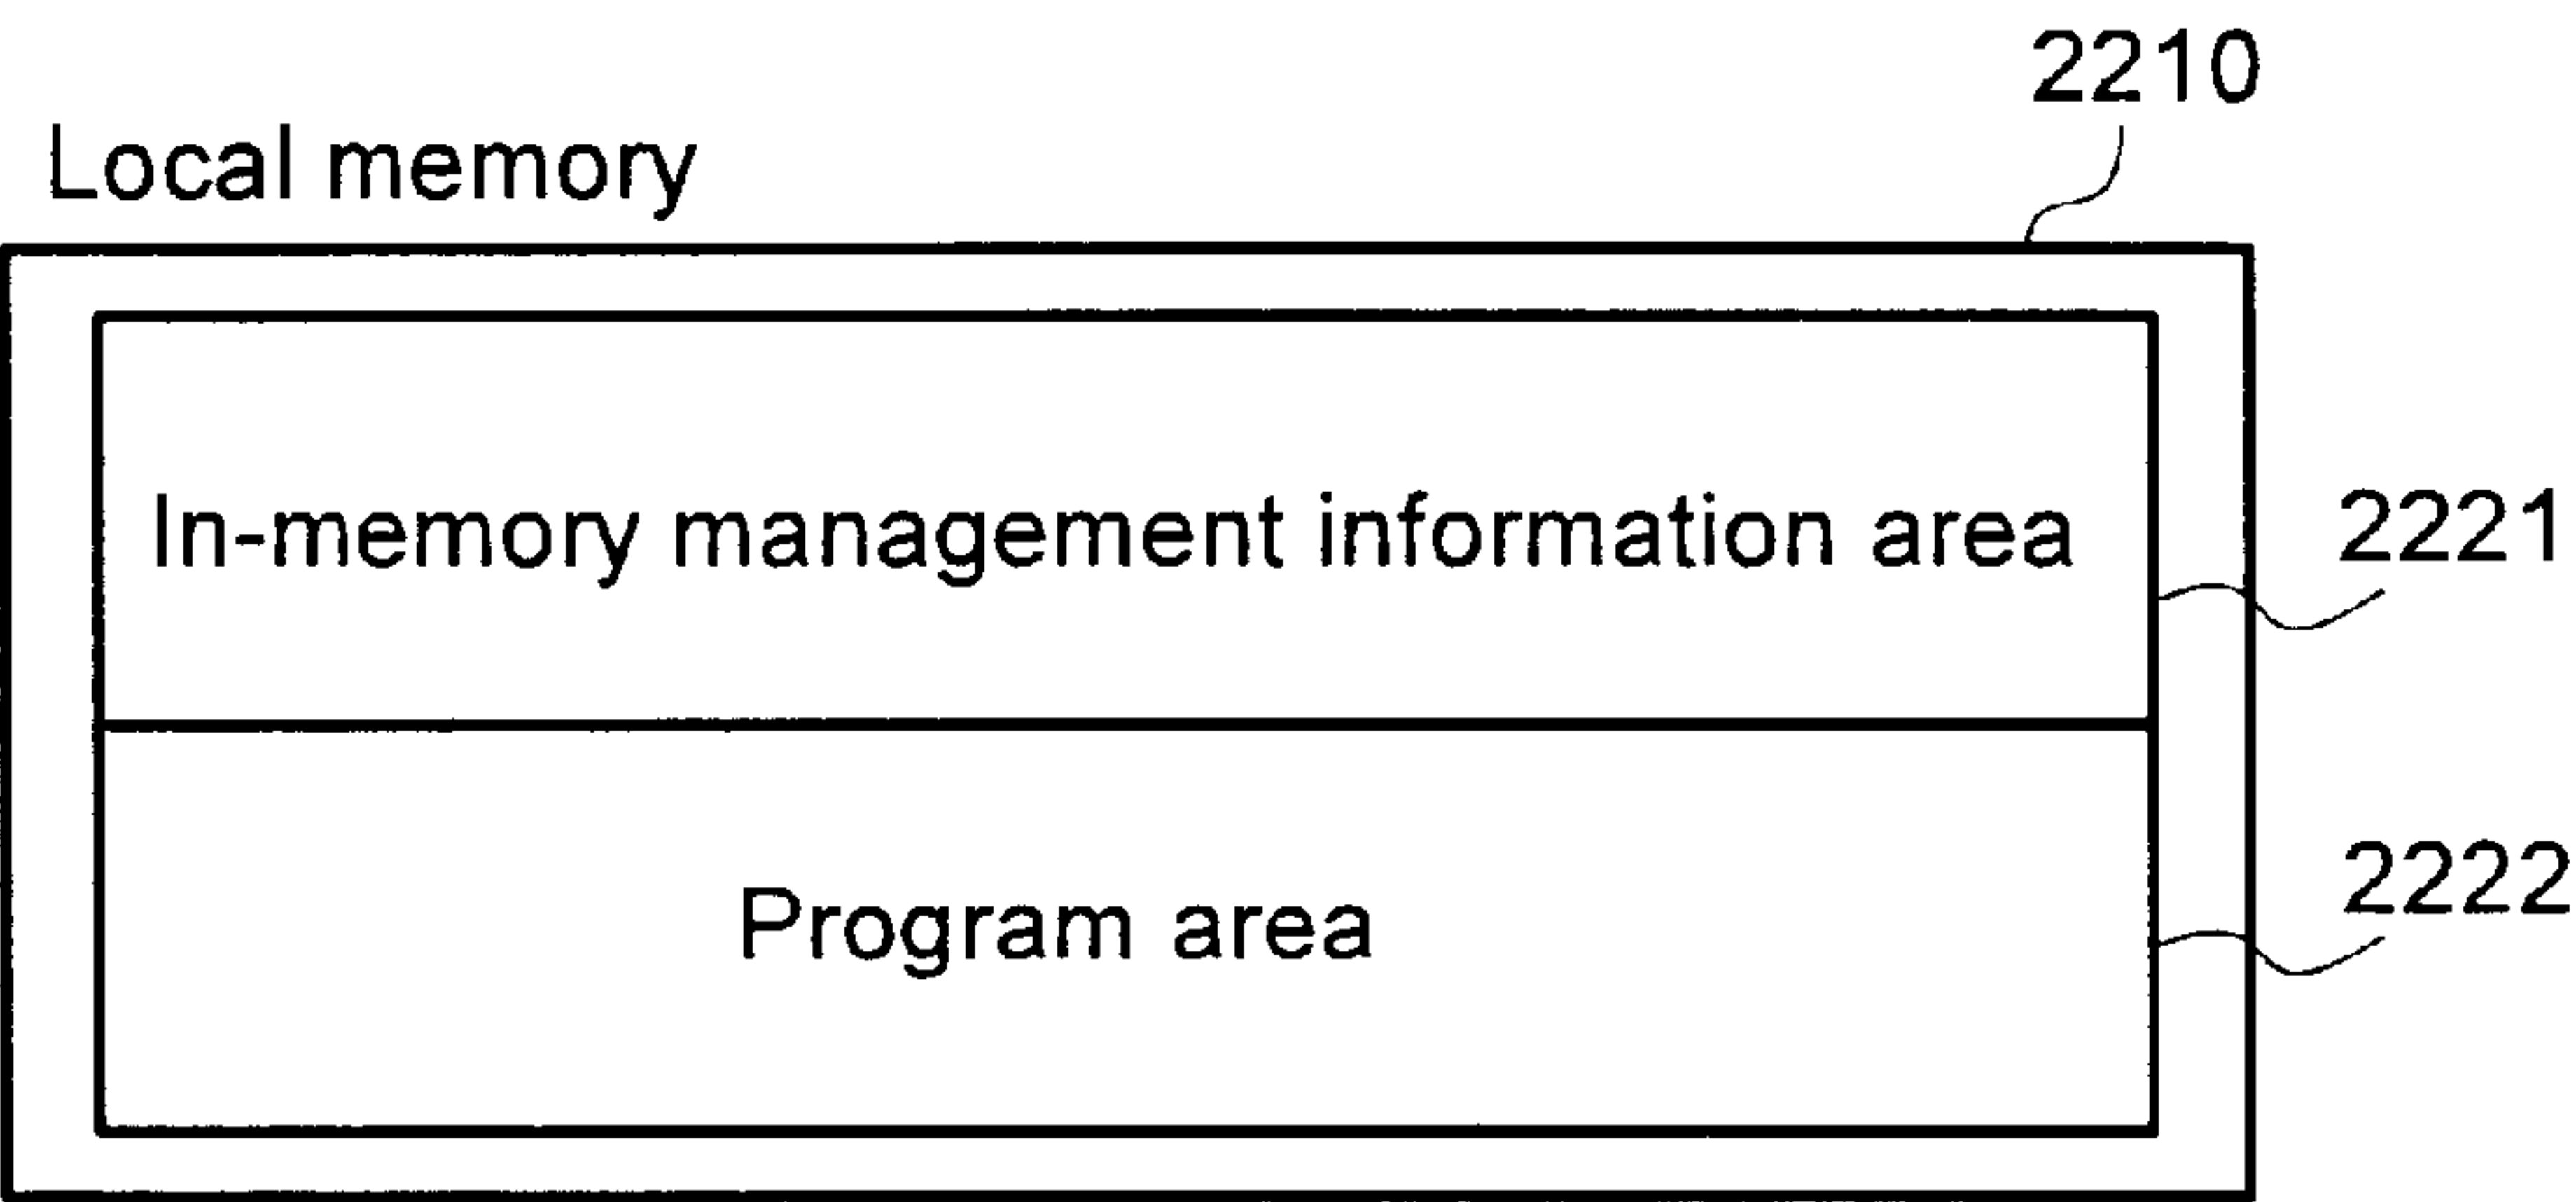 2210
Local memory
In-memory management information area
2221
Program area
2222